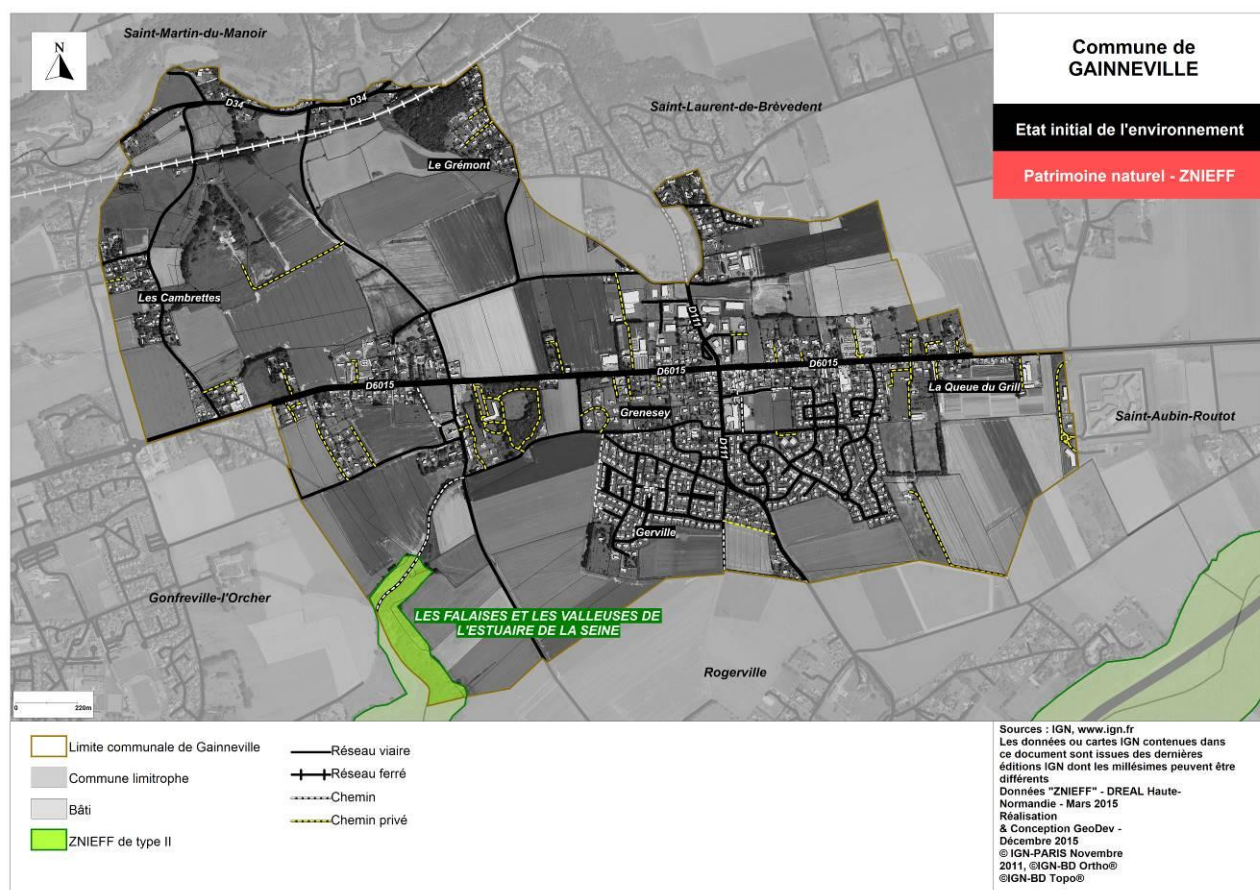 Saint-Martin-du-Manoir
N
Commune de
GAINNEVILLE
Etat initial de l'environnement
Patrimoine naturel - ZNIEFF
D34
D34
Saint-Laurent-de-Brèvedent
Le Grémont
Les Cambrettes
D111
D6015
D6015
D6015
La Queue du Grill
Grenesey
Saint-Aubin-Routot
D111
Gerville
Gonfreville-l'Orcher
LES FALAISES ET LES VALLEUSES DE
L'ESTUAIRE DE LA SEINE
Rogerville
0 220m
Limite communale de Gainneville
Commune limitrophe
Bâti
ZNIEFF de type II
Réseau viaire
Réseau ferré
Chemin
Chemin privé
Sources : IGN, www.ign.fr
Les données ou cartes IGN contenues dans
ce document sont issues des dernières
éditions IGN dont les millésimes peuvent être
différents
Données "ZNIEFF" - DREAL Haute-
Normandie - Mars 2015
Réalisation
& Conception GeoDev -
Décembre 2015
© IGN-PARIS Novembre
2011, ©IGN-BD Ortho®
©IGN-BD Topo®